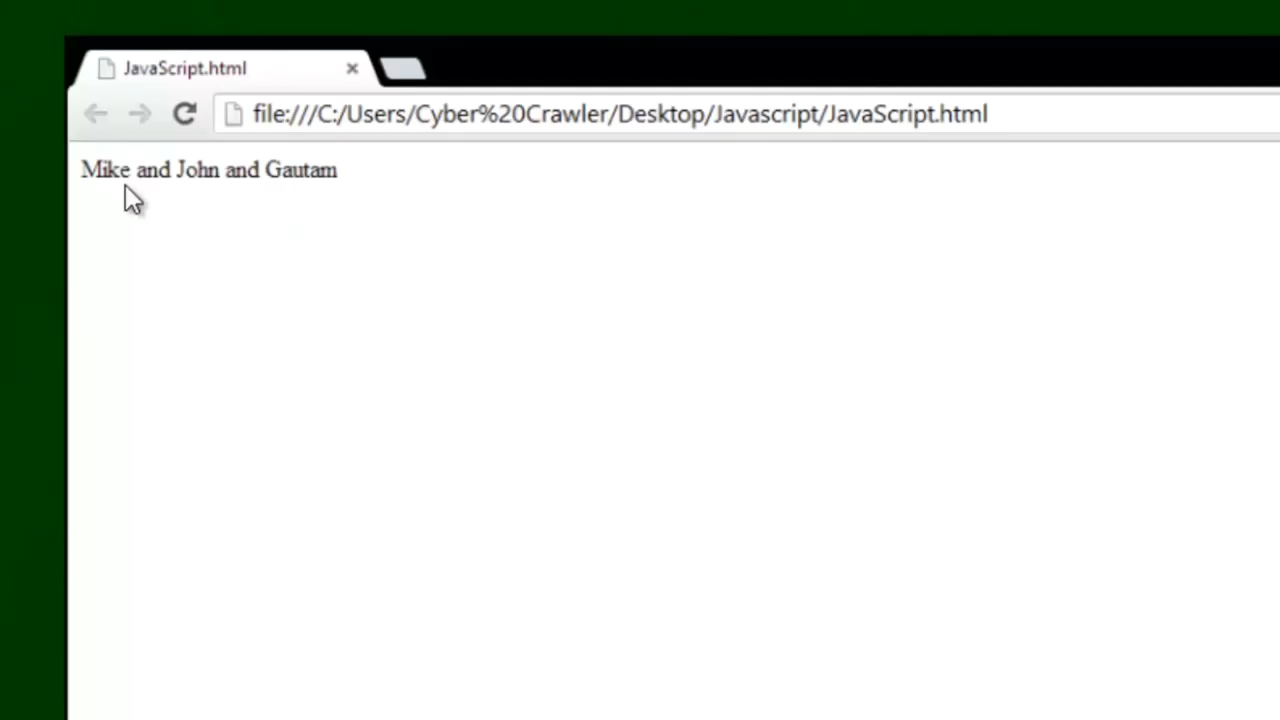 JavaScript.html
file:///C:/Users/Cyber%20Crawler/Desktop/Javascript/JavaScript.html
Mike and John and Gautam